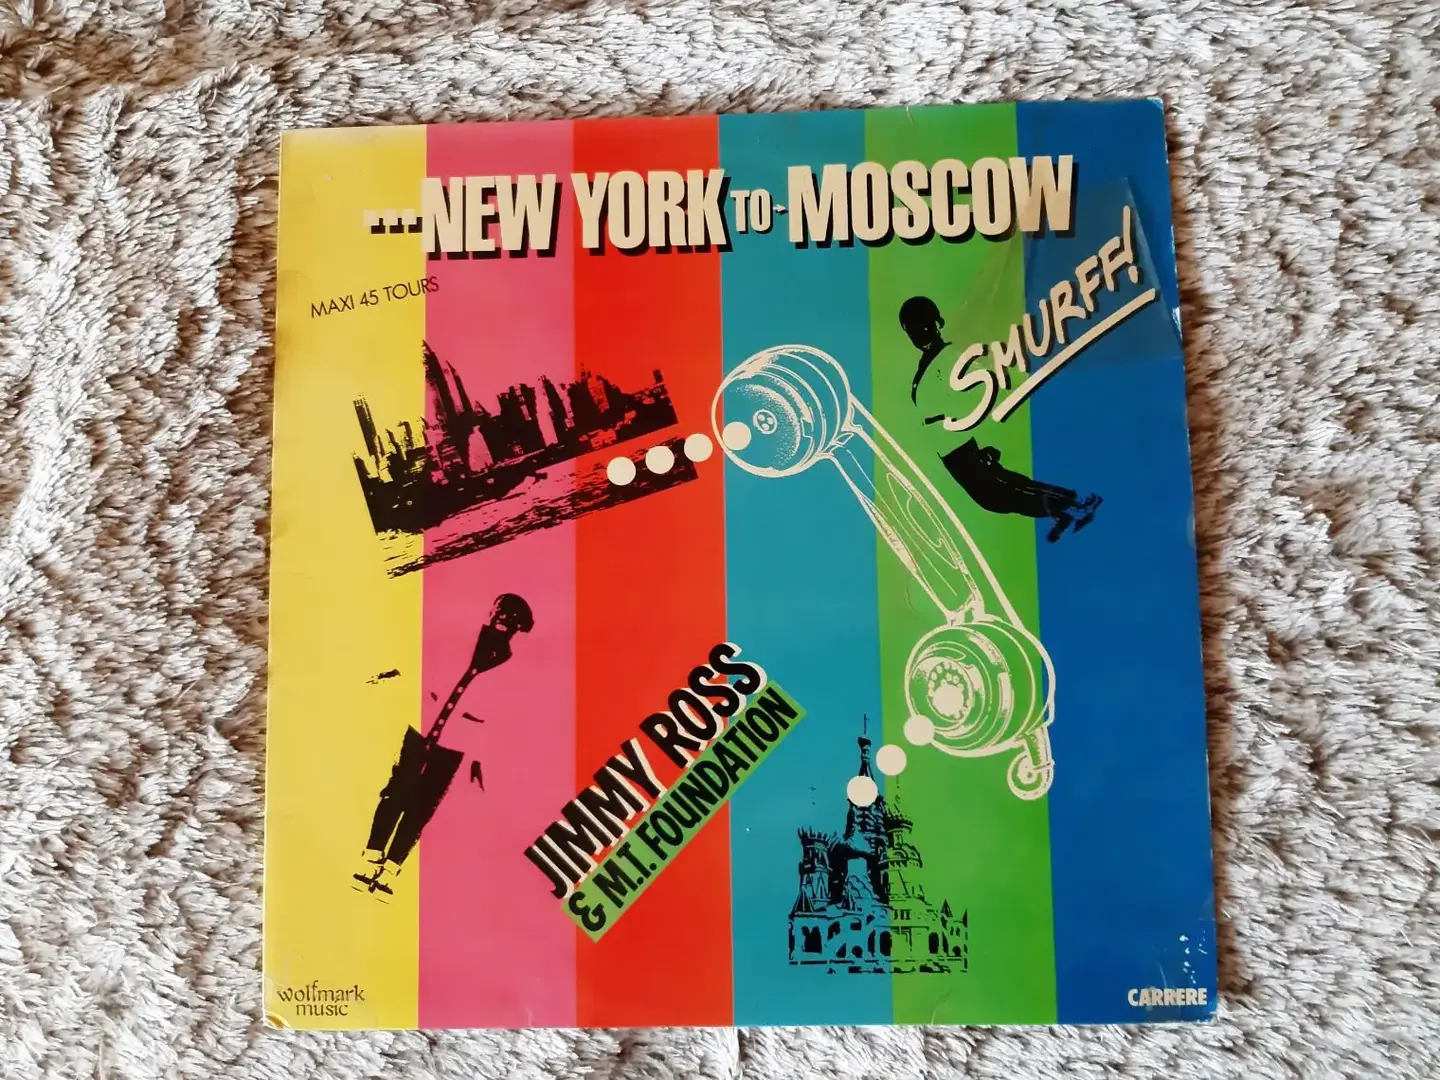 ...NEW YORK TO MOSCOW
SMURFF!
MAXI 45 TOURS
JIMMY ROSS
& M.T. FOUNDATION
wolfmark
music
CARRERE